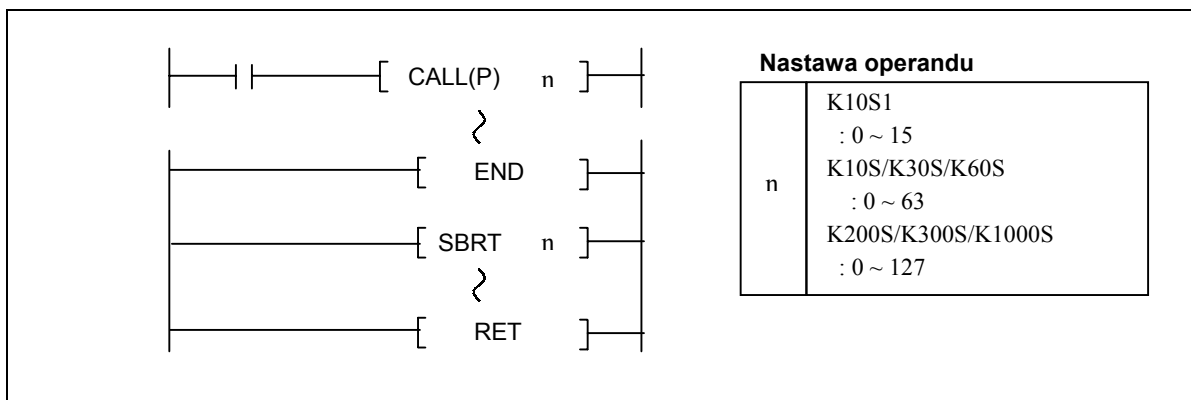 CALL(P) n
END
SBRT n
RET
Nastawa operandu
n
K10S1
: 0 ~ 15
K10S/K30S/K60S
: 0 ~ 63
K200S/K300S/K1000S
: 0 ~ 127